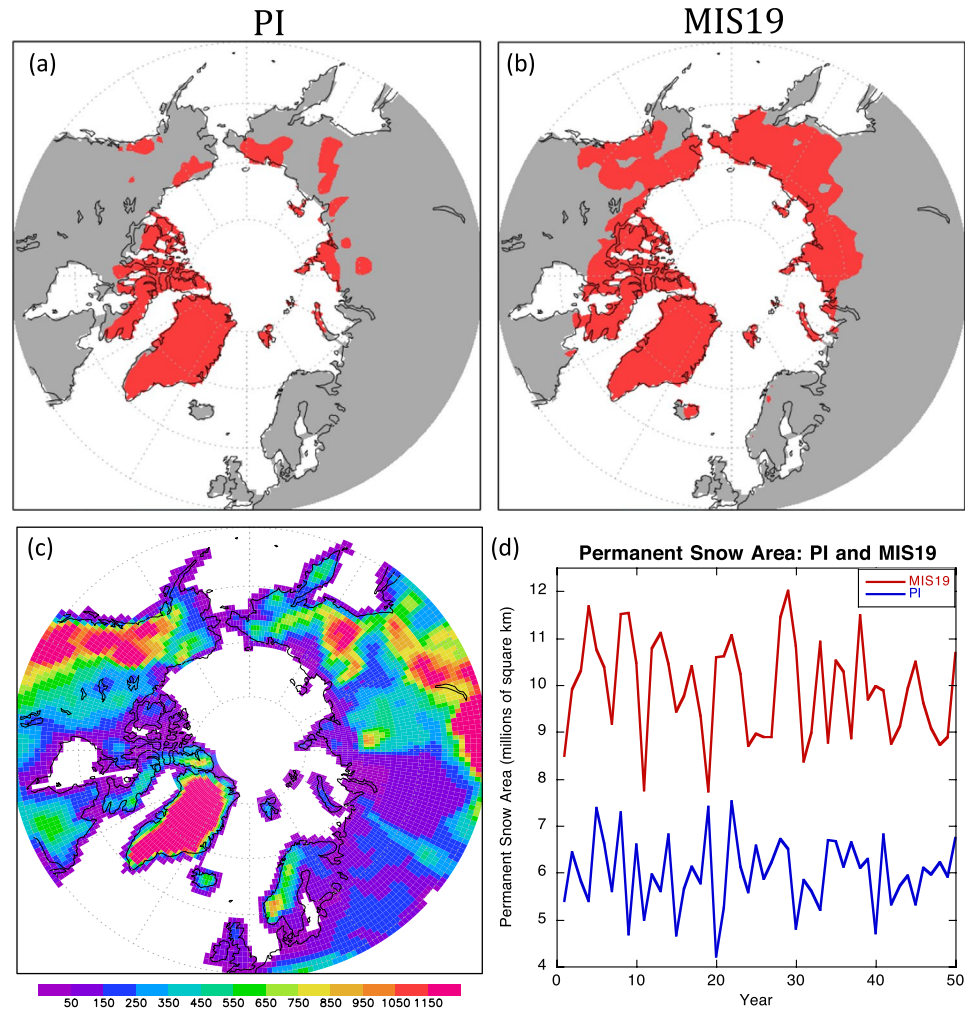 PI
MIS19
(a)
(b)
(c)
50 150 250 350 450 550 650 750 850 950 1050 1150
(d)
Permanent Snow Area: PI and MIS19
MIS19
PI
Permanent Snow Area (millions of square km)
12
11
10
9
8
7
6
5
4
0 10 20 30 40 50
Year